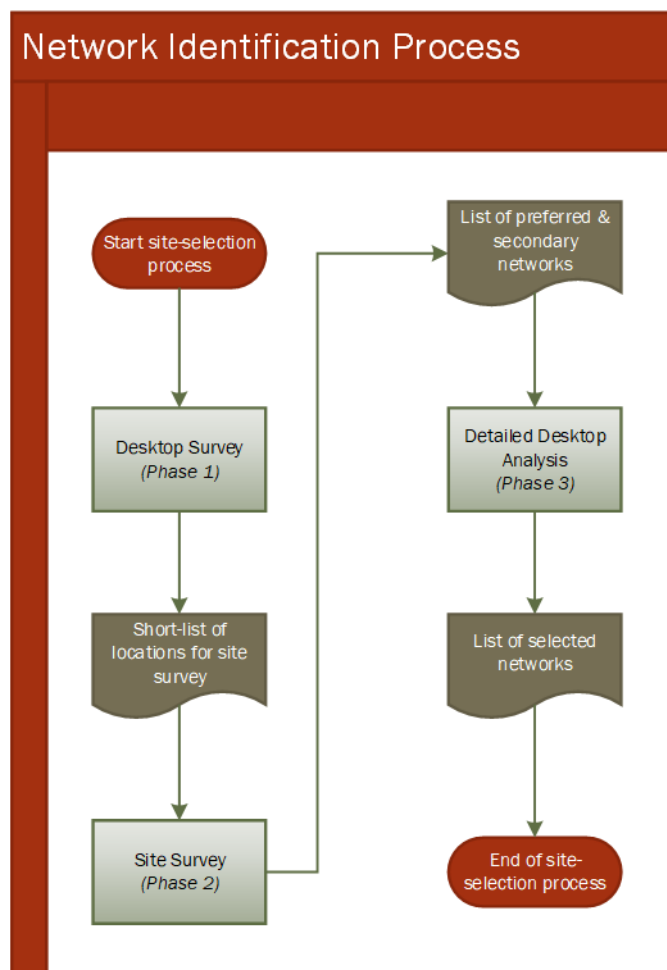 Network Identification Process
Start site-selection
process
Desktop Survey
(Phase 1)
Short-list of
locations for site
survey
Site Survey
(Phase 2)
List of preferred &
secondary
networks
Detailed Desktop
Analysis
(Phase 3)
List of selected
networks
End of site-
selection process